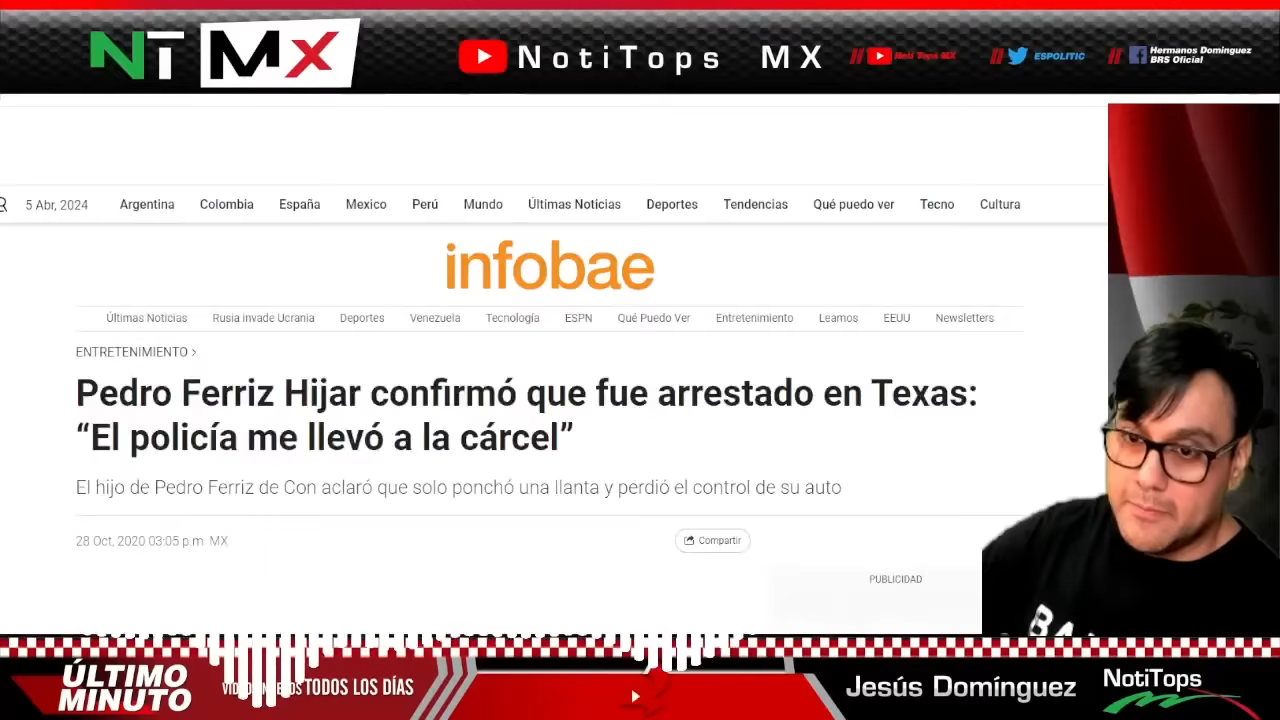 NT MX
NotiTops MX
Noti Tops MX
ESPOLITIC
Hermanos Dominguez
BRS Oficial
5 Abr, 2024 Argentina Colombia España Mexico Perú Mundo Últimas Noticias Deportes Tendencias Qué puedo ver Tecno Cultura
infobae
Últimas Noticias Rusia invade Ucrania Deportes Venezuela Tecnología ESPN Qué Puedo Ver Entretenimiento Leamos EEUU Newsletters
ENTRETENIMIENTO >
Pedro Ferriz Hijar confirmó que fue arrestado en Texas:
“El policía me llevó a la cárcel”
El hijo de Pedro Ferriz de Con aclaró que solo ponchó una llanta y perdió el control de su auto
28 Oct, 2020 03:05 p.m. MX
Compartir
PUBLICIDAD
BA
ÚLTIMO
MINUTO
TODOS LOS DÍAS
Jesús Domínguez
NotiTops